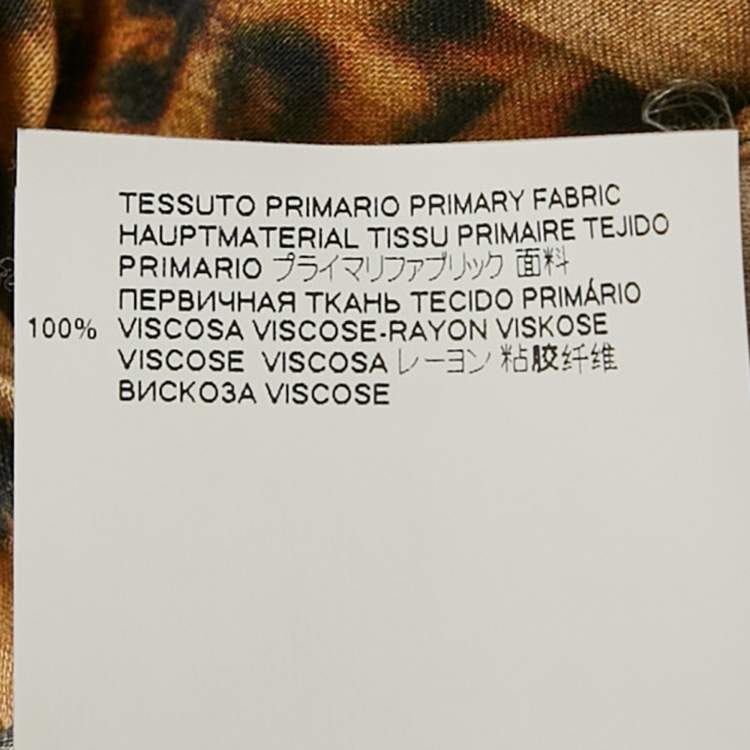 TESSUTO PRIMARIO PRIMARY FABRIC
HAUPTMATERIAL TISSU PRIMAIRE TEJIDO
PRIMARIO プライマリファブリック 面料
ПЕРВИЧНАЯ ТКАНЬ TECIDO PRIMÁRIO
100% VISCOSA VISCOSE-RAYON VISKOSE
VISCOSE VISCOSA レーヨン 粘胶纤维
ВИСКОЗА VISCOSE